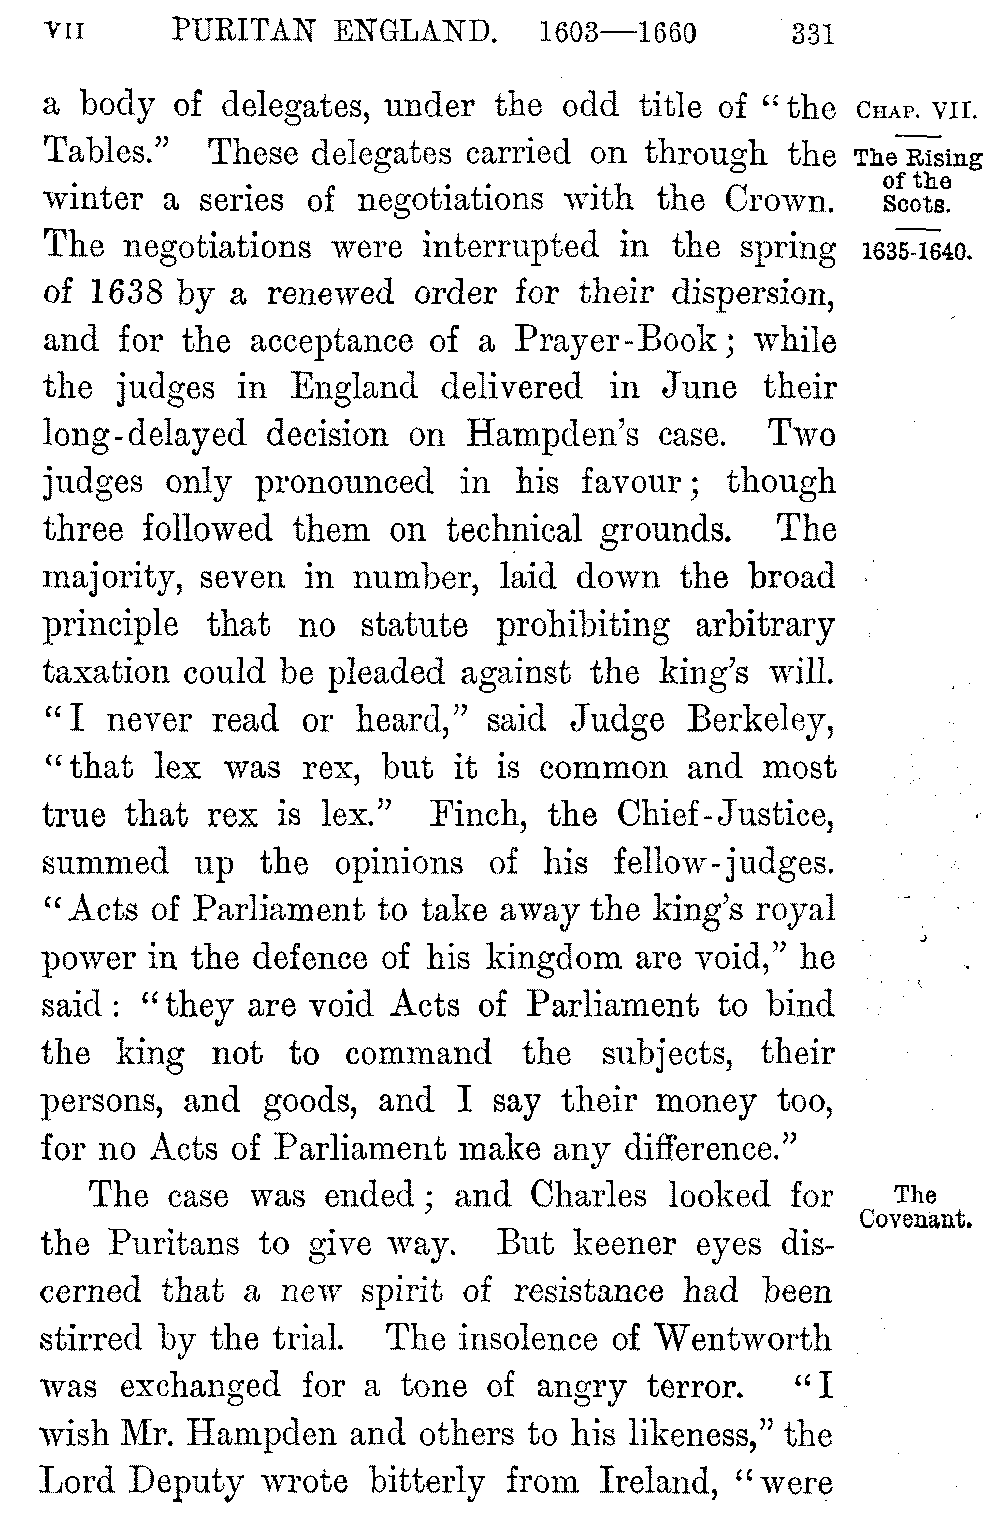 VII PURITAN ENGLAND. 1603—1660 331
a body of delegates, under the odd title of “the
Tables.” These delegates carried on through the
winter a series of negotiations with the Crown.
The negotiations were interrupted in the spring
of 1638 by a renewed order for their dispersion,
and for the acceptance of a Prayer-Book; while
the judges in England delivered in June their
long-delayed decision on Hampden’s case. Two
judges only pronounced in his favour; though
three followed them on technical grounds. The
majority, seven in number, laid down the broad
principle that no statute prohibiting arbitrary
taxation could be pleaded against the king’s will.
“I never read or heard,” said Judge Berkeley,
“that lex was rex, but it is common and most
true that rex is lex.” Finch, the Chief-Justice,
summed up the opinions of his fellow-judges.
“Acts of Parliament to take away the king’s royal
power in the defence of his kingdom are void,” he
said: “they are void Acts of Parliament to bind
the king not to command the subjects, their
persons, and goods, and I say their money too,
for no Acts of Parliament make any difference.”
The case was ended; and Charles looked for
the Puritans to give way. But keener eyes dis-
cerned that a new spirit of resistance had been
stirred by the trial. The insolence of Wentworth
was exchanged for a tone of angry terror. “I
wish Mr. Hampden and others to his likeness,” the
Lord Deputy wrote bitterly from Ireland, “were
CHAP. VII.
The Rising
of the
Scots.
1635-1640.
The
Covenant.